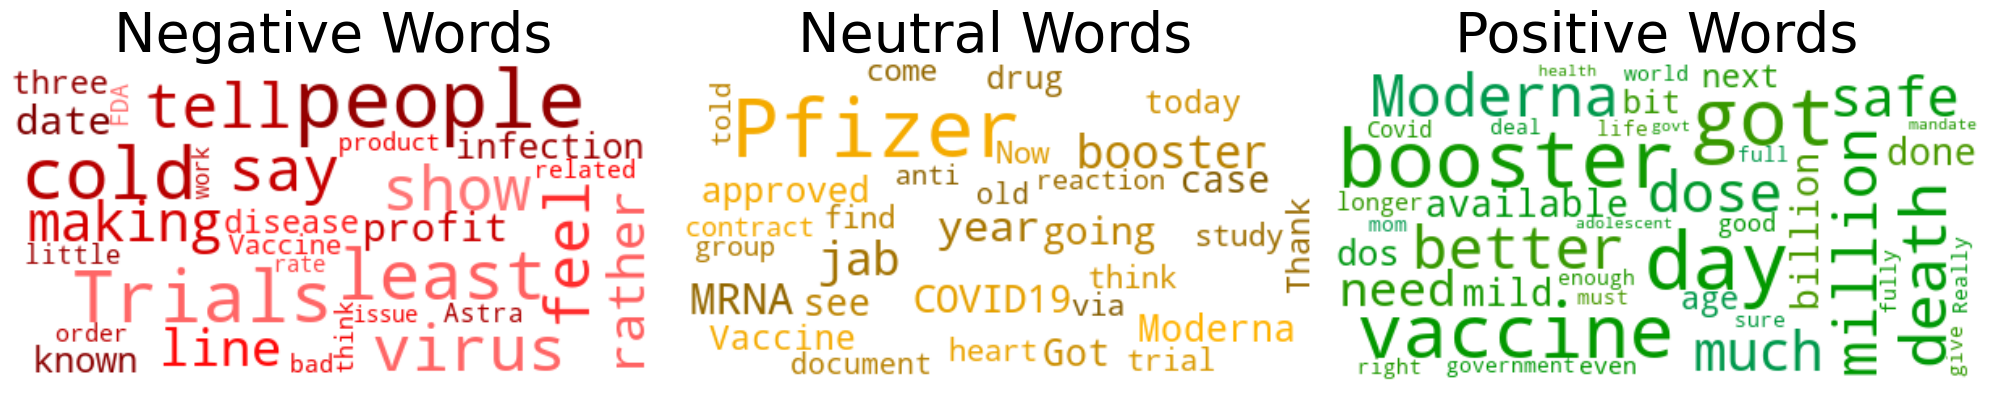 Negative Words
three
FDA
date
tell
people
product
infection
cold
work
say
show
related
making
disease
profit
feel
rather
Vaccine
little
rate
Trials
least
think
issue
Astra
order
line
known
bad
virus
Neutral Words
come
drug
told
Pfizer
today
Now
booster
approved
anti
old
reaction
case
contract
find
year
going
study
Thank
group
jab
think
MRNA
see
COVID19
via
Vaccine
Moderna
document
heart
Got
trial
Positive Words
health
world
next
Moderna
bit
got
safe
Covid
deal
life
govt
mandate
booster
full
done
longer
available
dose
billion
million
death
mom
adolescent
good
dos
better
day
need
mild.
enough
must
age
fully
Really
sure
vaccine
much
give
right
government
even